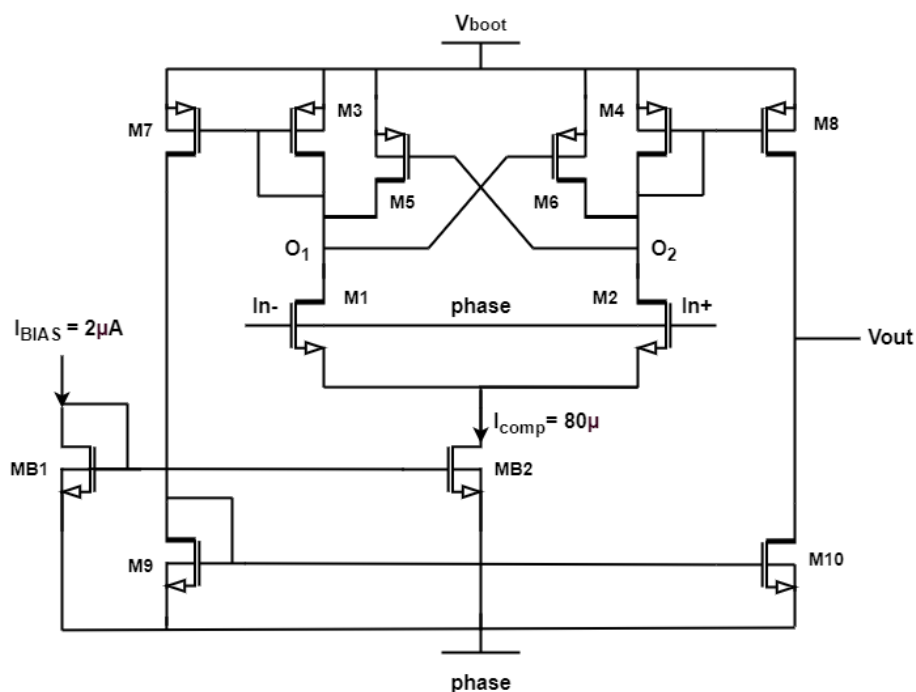 Vboot
M7
M3
M4
M8
M5
M6
O1
O2
In-
M1
phase
M2
In+
IBIAS = 2µA
Vout
Icomp= 80µ
MB1
MB2
M9
M10
phase